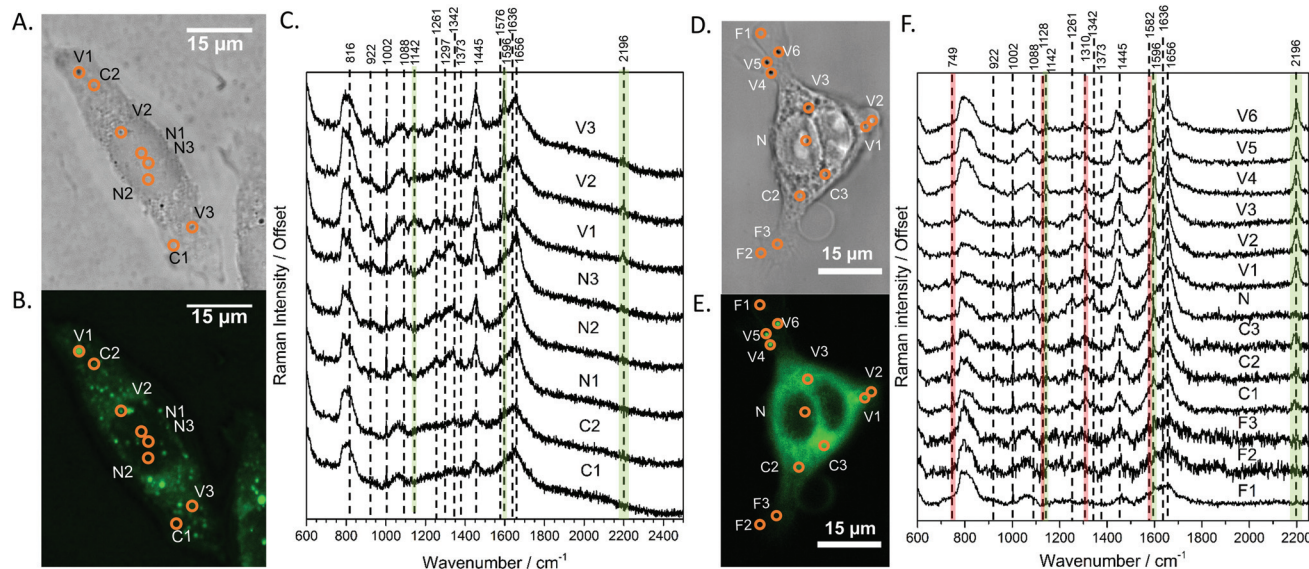 A.
15 µm
V1
C2
V2
N1
N3
N2
V3
C1
B.
15 µm
V1
C2
V2
N1
N3
N2
V3
C1
C.
816
922
1002
1088
1142
1261
1297
1342
1373
1445
1576
1596
1636
1656
2196
V3
V2
V1
N3
N2
N1
C2
C1
Raman Intensity / Offset
600 800 1000 1200 1400 1600 1800 2000 2200 2400
Wavenumber / cm⁻¹
D.
F1
V6
V5
V4
V3
V2
N
V1
C2
C3
F3
F2
15 µm
E.
F1
V6
V5
V4
V3
V2
N
V1
C2
C3
F3
F2
15 µm
F.
749
922
1002
1088
1128
1142
1261
1310
1342
1373
1445
1582
1596
1636
1656
2196
V6
V5
V4
V3
V2
V1
N
C3
C2
C1
F3
F2
F1
Raman intensity / Offset
600 800 1000 1200 1400 1600 1800 2000 2200
Wavenumber / cm⁻¹